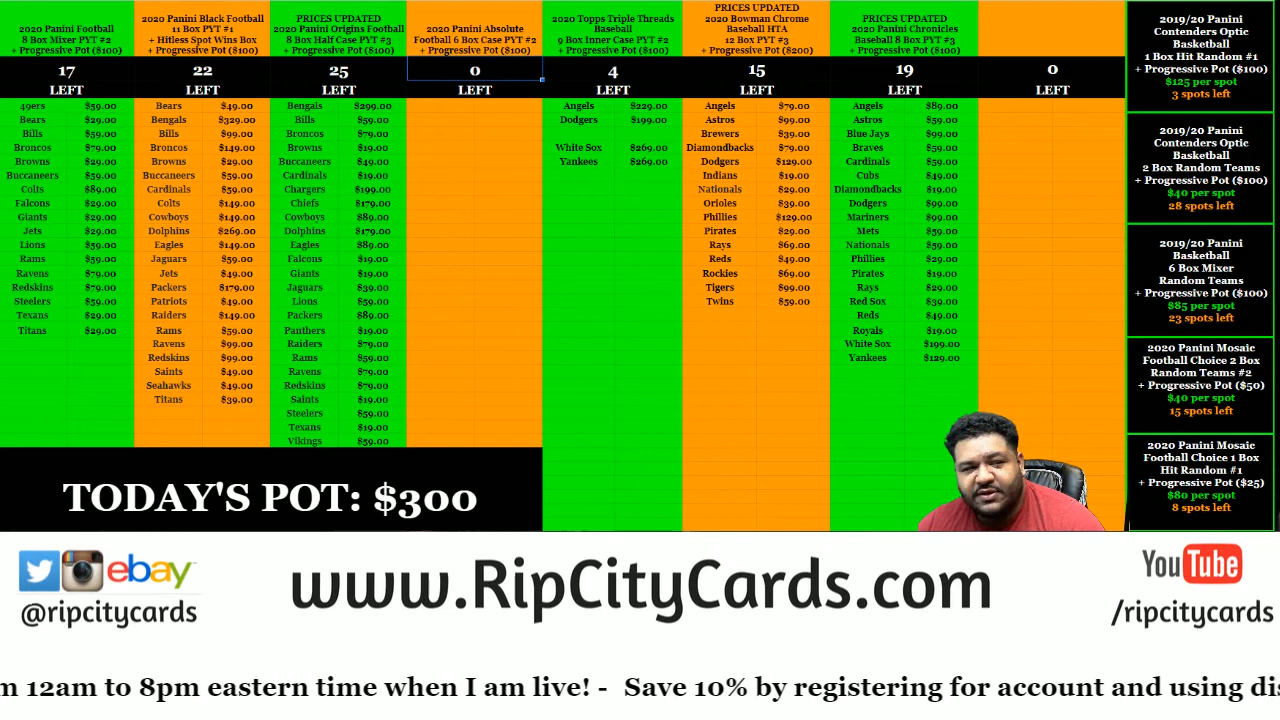 2020 Panini Football
8 Box Mixer PYT #2
+ Progressive Pot ($100)
17
LEFT
49ers $59.00
Bears $29.00
Bills $59.00
Broncos $79.00
Browns $29.00
Buccaneers $59.00
Colts $89.00
Falcons $29.00
Giants $29.00
Jets $29.00
Lions $59.00
Rams $59.00
Ravens $79.00
Redskins $79.00
Steelers $59.00
Texans $29.00
Titans $29.00
2020 Panini Black Football
11 Box PYT #1
+ Hitless Spot Wins Box
+ Progressive Pot ($100)
22
LEFT
Bears $49.00
Bengals $329.00
Bills $99.00
Broncos $149.00
Browns $29.00
Buccaneers $59.00
Cardinals $59.00
Colts $149.00
Cowboys $149.00
Dolphins $269.00
Eagles $149.00
Jaguars $59.00
Jets $49.00
Packers $179.00
Patriots $49.00
Raiders $149.00
Rams $59.00
Ravens $99.00
Redskins $99.00
Saints $49.00
Seahawks $49.00
Titans $39.00
PRICES UPDATED
2020 Panini Origins Football
8 Box Half Case PYT #3
+ Progressive Pot ($100)
25
LEFT
Bengals $299.00
Bills $59.00
Broncos $79.00
Browns $19.00
Buccaneers $49.00
Cardinals $19.00
Chargers $199.00
Chiefs $179.00
Cowboys $89.00
Dolphins $179.00
Eagles $89.00
Falcons $19.00
Giants $19.00
Jaguars $39.00
Lions $59.00
Packers $89.00
Panthers $19.00
Raiders $79.00
Rams $59.00
Ravens $79.00
Redskins $79.00
Saints $19.00
Steelers $59.00
Texans $19.00
Vikings $59.00
2020 Panini Absolute
Football 6 Box Case PYT #2
+ Progressive Pot ($100)
0
LEFT
2020 Topps Triple Threads
Baseball
9 Box Inner Case PYT #2
+ Progressive Pot ($100)
4
LEFT
Angels $229.00
Dodgers $199.00
White Sox $269.00
Yankees $269.00
PRICES UPDATED
2020 Bowman Chrome
Baseball HTA
12 Box PYT #3
+ Progressive Pot ($200)
15
LEFT
Angels $79.00
Astros $99.00
Brewers $39.00
Diamondbacks $79.00
Dodgers $129.00
Indians $19.00
Nationals $29.00
Orioles $39.00
Phillies $129.00
Pirates $29.00
Rays $69.00
Reds $49.00
Rockies $69.00
Tigers $99.00
Twins $59.00
PRICES UPDATED
2020 Panini Chronicles
Baseball 8 Box PYT #3
+ Progressive Pot ($100)
19
LEFT
Angels $89.00
Astros $59.00
Blue Jays $99.00
Braves $59.00
Cardinals $59.00
Cubs $49.00
Diamondbacks $19.00
Dodgers $99.00
Mariners $99.00
Mets $59.00
Nationals $59.00
Phillies $29.00
Pirates $19.00
Rays $29.00
Red Sox $39.00
Reds $49.00
Royals $19.00
White Sox $199.00
Yankees $129.00
0
LEFT
2019/20 Panini
Contenders Optic
Basketball
1 Box Hit Random #1
+ Progressive Pot ($100)
$125 per spot
3 spots left
2019/20 Panini
Contenders Optic
Basketball
2 Box Random Teams
+ Progressive Pot ($100)
$40 per spot
28 spots left
2019/20 Panini
Basketball
6 Box Mixer
Random Teams
+ Progressive Pot ($100)
$85 per spot
23 spots left
2020 Panini Mosaic
Football Choice 2 Box
Random Teams #2
+ Progressive Pot ($50)
$40 per spot
15 spots left
2020 Panini Mosaic
Football Choice 1 Box
Hit Random #1
+ Progressive Pot ($25)
$80 per spot
8 spots left
TODAY'S POT: $300
ebay
@ripcitycards
www.RipCityCards.com
YouTube
/ripcitycards
m 12am to 8pm eastern time when I am live! - Save 10% by registering for account and using dis